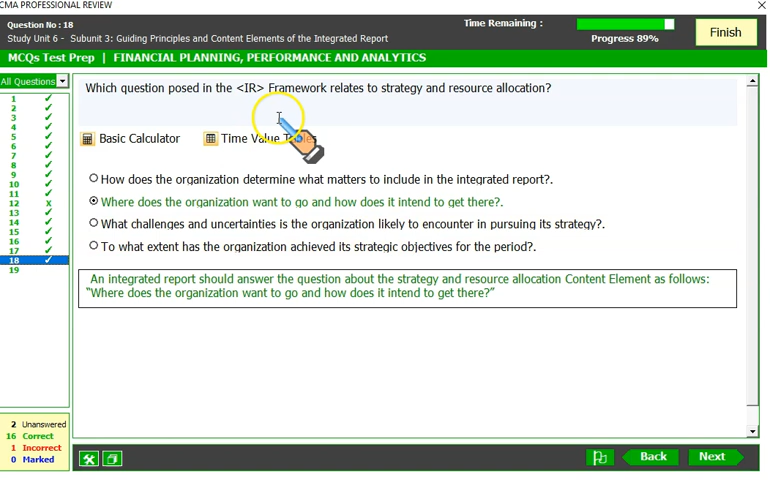 CMA PROFESSIONAL REVIEW
X
Question No : 18
Study Unit 6 - Subunit 3: Guiding Principles and Content Elements of the Integrated Report
Time Remaining :
Progress 89%
Finish
MCQs Test Prep | FINANCIAL PLANNING, PERFORMANCE AND ANALYTICS
All Questions
1 ✓
2 ✓
3 ✓
4 ✓
5 ✓
6 ✓
7 ✓
8 ✓
9 ✓
10 ✓
11 ✓
12 X
13 ✓
14 ✓
15 ✓
16 ✓
17 ✓
18 ✓
19
Which question posed in the <IR> Framework relates to strategy and resource allocation?
Basic Calculator
Time Value
How does the organization determine what matters to include in the integrated report?.
Where does the organization want to go and how does it intend to get there?.
What challenges and uncertainties is the organization likely to encounter in pursuing its strategy?.
To what extent has the organization achieved its strategic objectives for the period?.
An integrated report should answer the question about the strategy and resource allocation Content Element as follows:
"Where does the organization want to go and how does it intend to get there?"
2 Unanswered
16 Correct
1 Incorrect
0 Marked
Back
Next